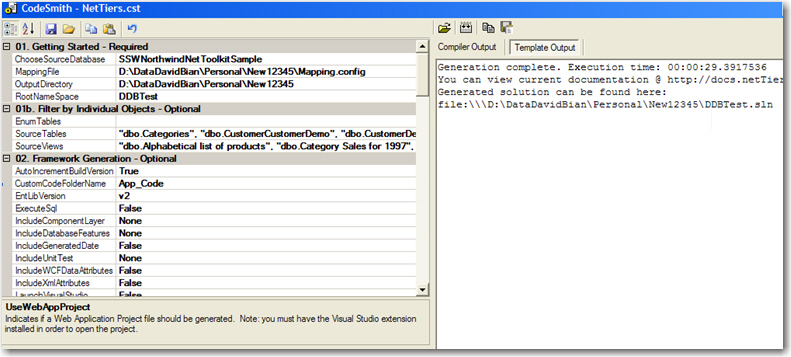 CodeSmith - NetTiers.cst
01. Getting Started - Required
ChooseSourceDatabase SSWNorthwindNetToolkitSample
MappingFile D:\DataDavidBian\Personal\New12345\Mapping.config
OutputDirectory D:\DataDavidBian\Personal\New12345
RootNameSpace DDBTest
01b. Filter by Individual Objects - Optional
EnumTables
SourceTables "dbo.Categories", "dbo.CustomerCustomerDemo", "dbo.CustomerDe
SourceViews "dbo.Alphabetical list of products", "dbo.Category Sales for 1997",
02. Framework Generation - Optional
AutoIncrementBuildVersion True
CustomCodeFolderName App_Code
EntLibVersion v2
ExecuteSql False
IncludeComponentLayer None
IncludeDatabaseFeatures None
IncludeGeneratedDate False
IncludeUnitTest None
IncludeWCFDataAttributes False
IncludeXmlAttributes False
LaunchVisualStudio False
UseWebAppProject
Indicates if a Web Application Project file should be generated. Note: you must have the Visual Studio extension
installed in order to open the project.
Compiler Output Template Output
Generation complete. Execution time: 00:00:29.3917536
You can view current documentation @ http://docs.netTier
Generated solution can be found here:
file:\\\D:\DataDavidBian\Personal\New12345\DDBTest.sln